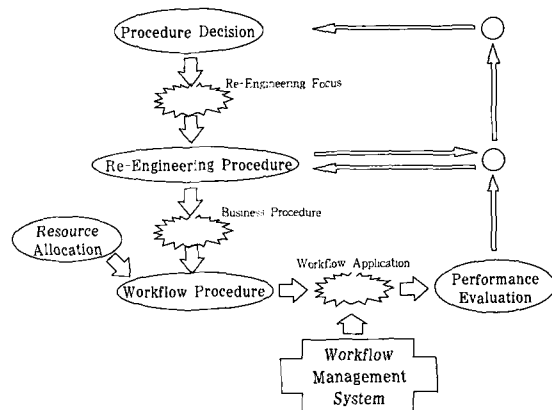 Procedure Decision
Re-Engineering Focus
Re-Engineering Procedure
Business Procedure
Resource
Allocation
Workflow Application
Workflow Procedure
Performance
Evaluation
Workflow
Management
System